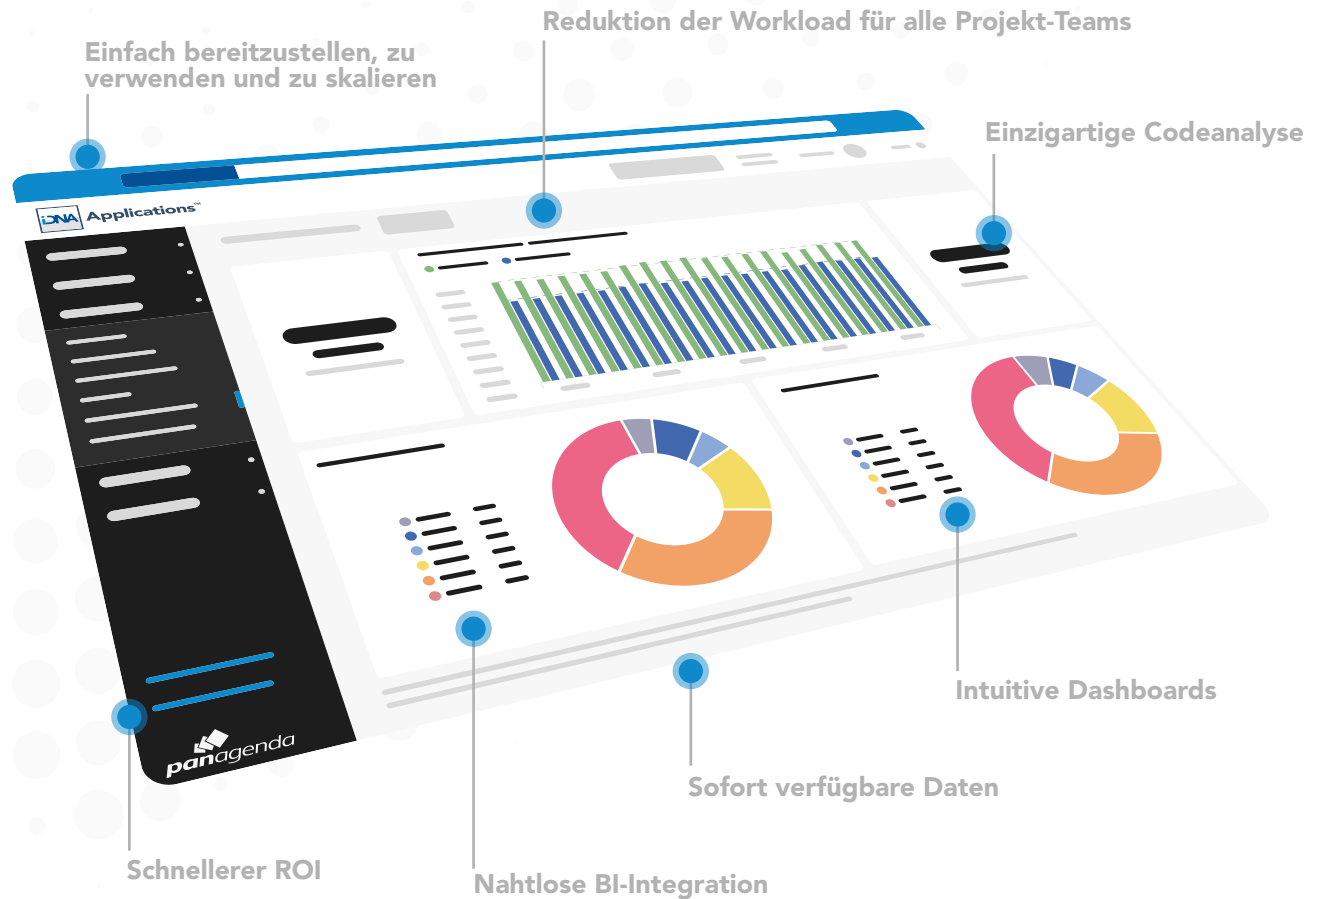 Reduktion der Workload für alle Projekt-Teams
Einfach bereitzustellen, zu
verwenden und zu skalieren
Einzigartige Codeanalyse
iDNA Applications™
Intuitive Dashboards
panagenda
Sofort verfügbare Daten
Schnellerer ROI
Nahtlose BI-Integration